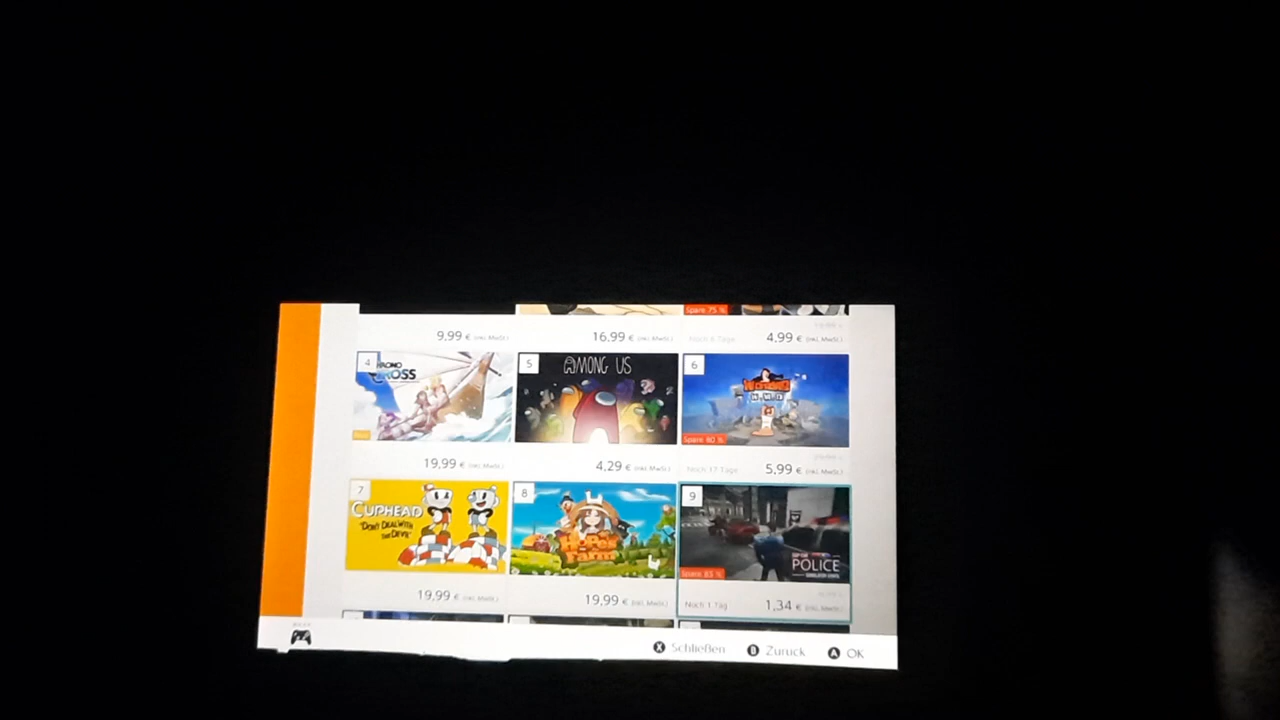 Spare 75 %
9,99 € (inkl. MwSt.)
16,99 € (inkl. MwSt.)
Noch 6 Tage
4,99 € (inkl. MwSt.)
4
CROSS
5
AMONG US
6
Spare 60 %
19,99 € (inkl. MwSt.)
4,29 € (inkl. MwSt.)
Noch 17 Tage
5,99 € (inkl. MwSt.)
7
CUPHEAD
"DON'T DEAL WITH
THE DEVIL"
8
Hope's
Farm
9
POLICE
Noch 1 Tag
19,99 € (inkl. MwSt.)
19,99 € (inkl. MwSt.)
1,34 € (inkl. MwSt.)
X Schließen
B Zurück
A OK